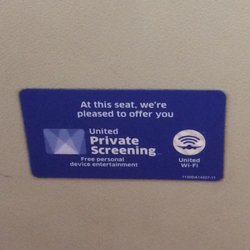 At this seat, we're
pleased to offer you
United
Private
Screening
Free personal
device entertainment
United
Wi-Fi